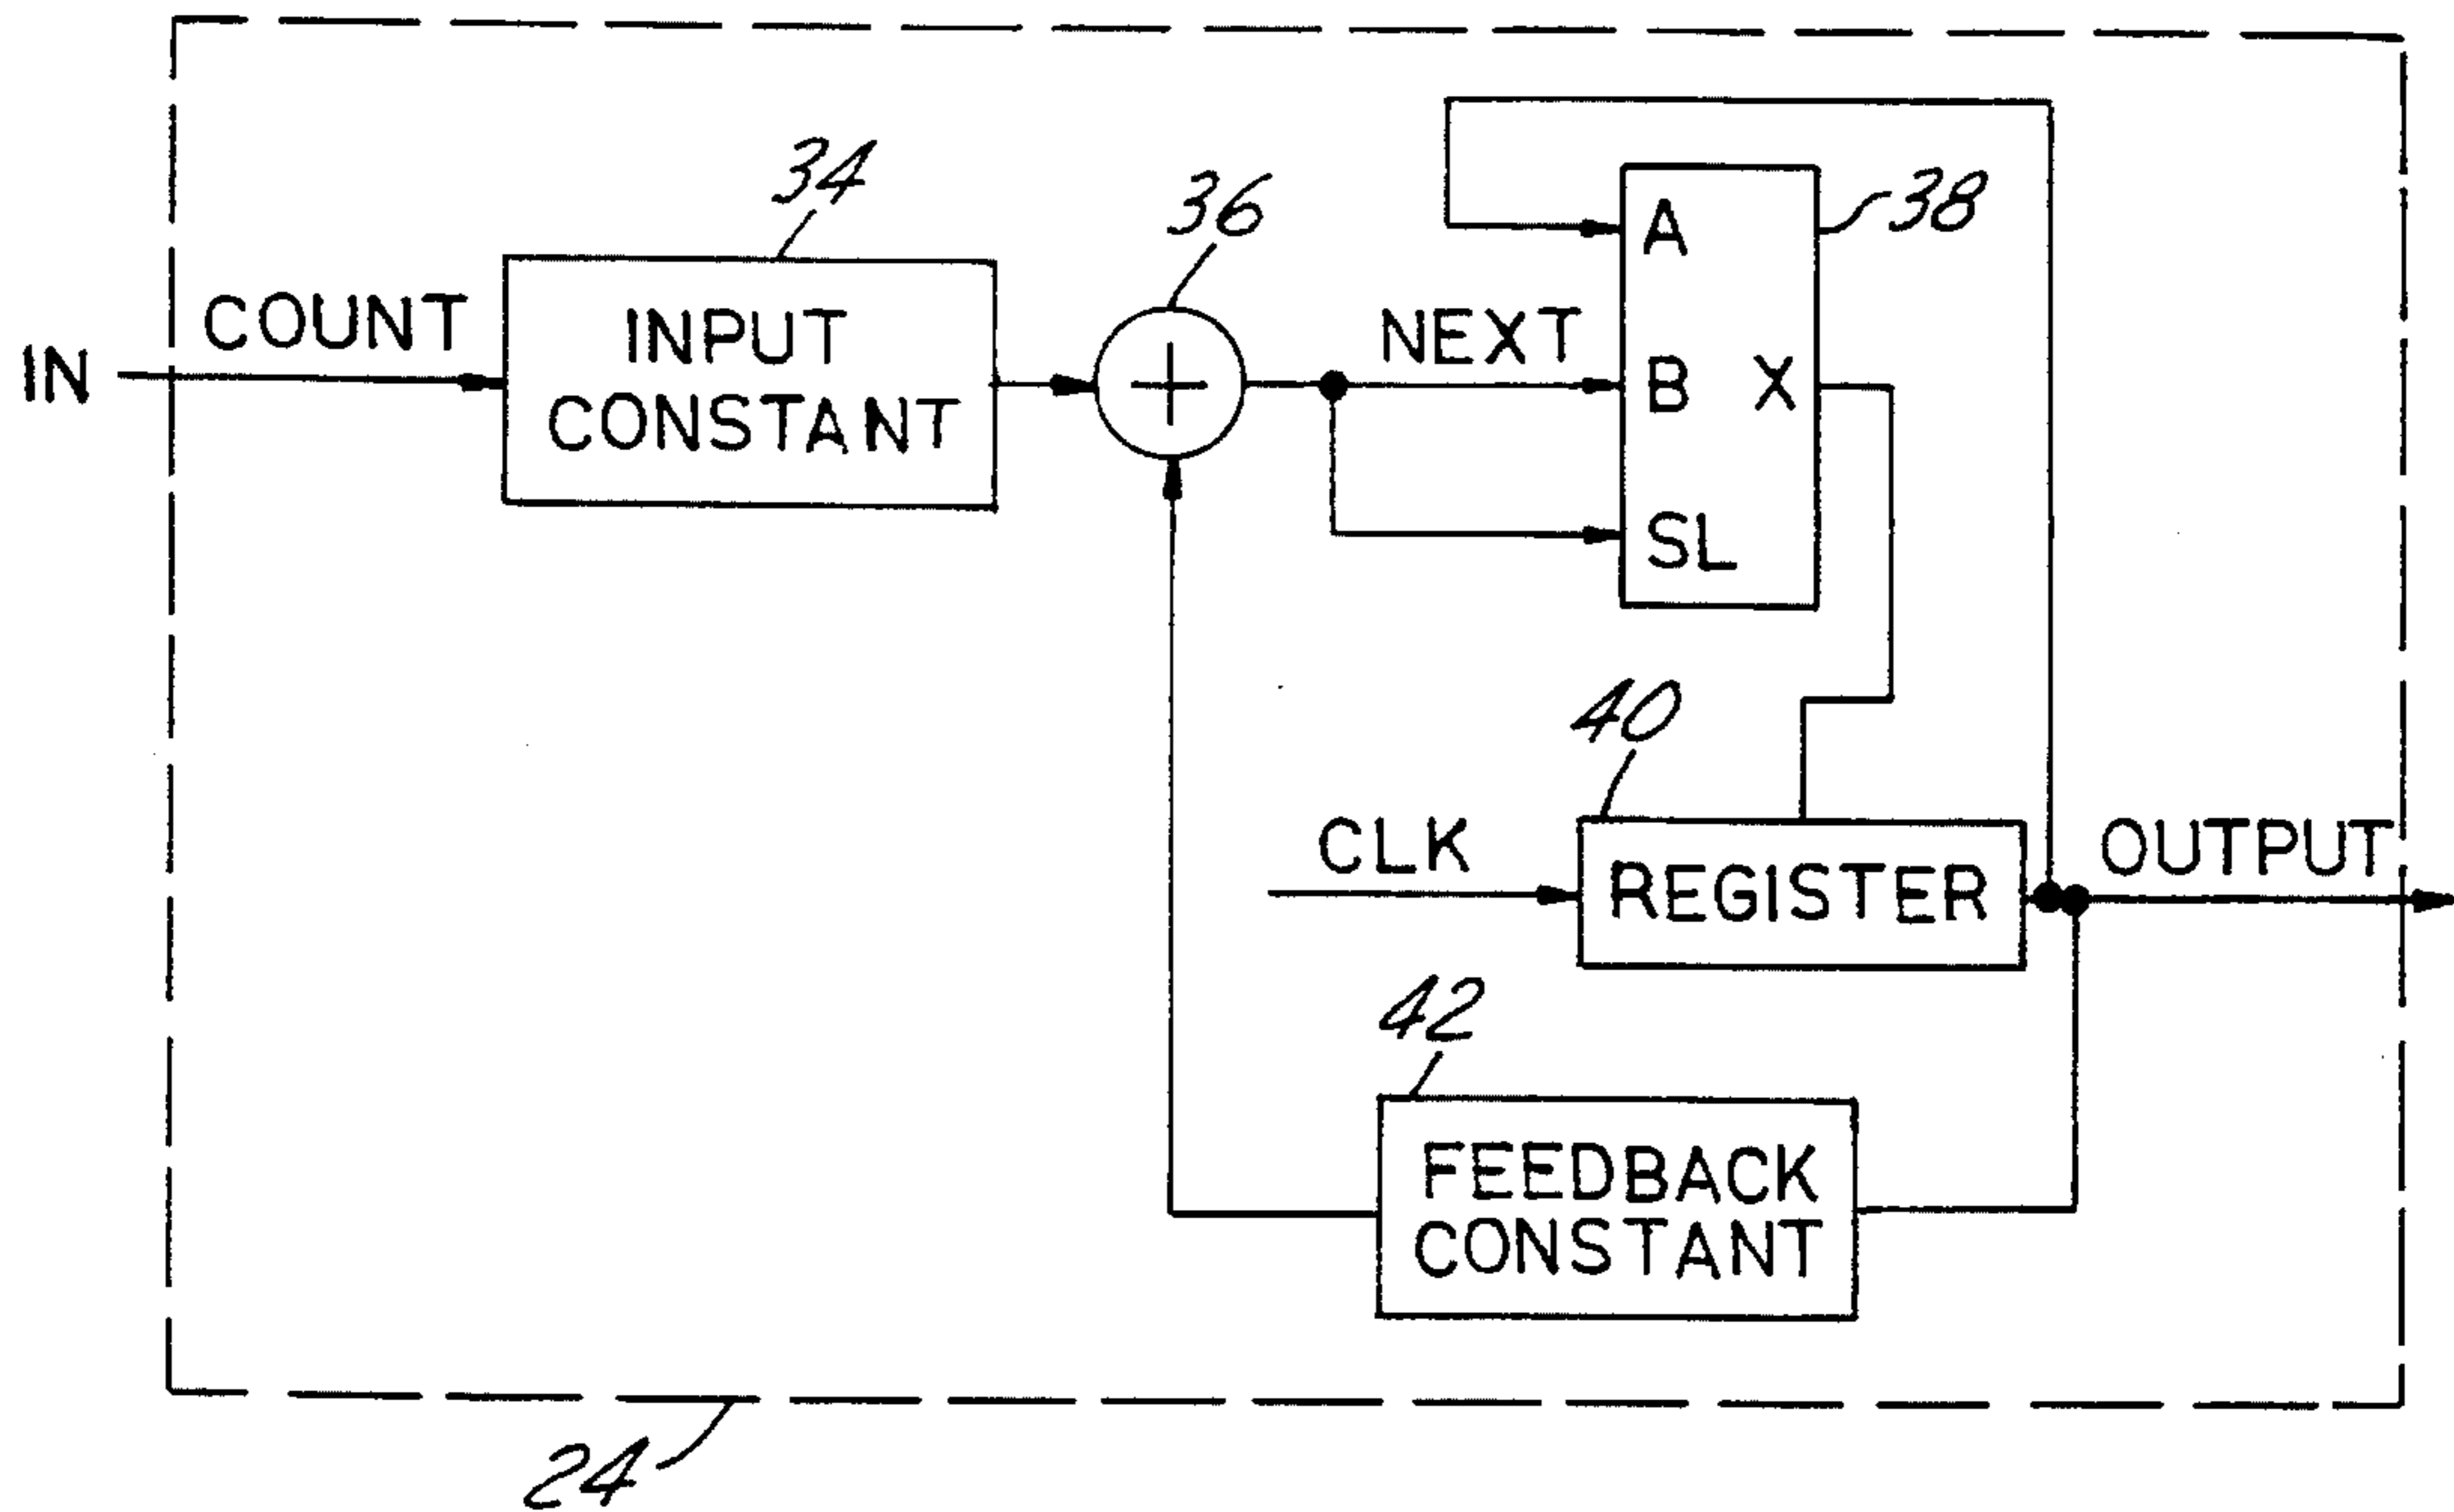 34
36
38
A
COUNT
INPUT
CONSTANT
NEXT
IN
B X
SL
40
CLK
REGISTER
OUTPUT
42
FEEDBACK
CONSTANT
24